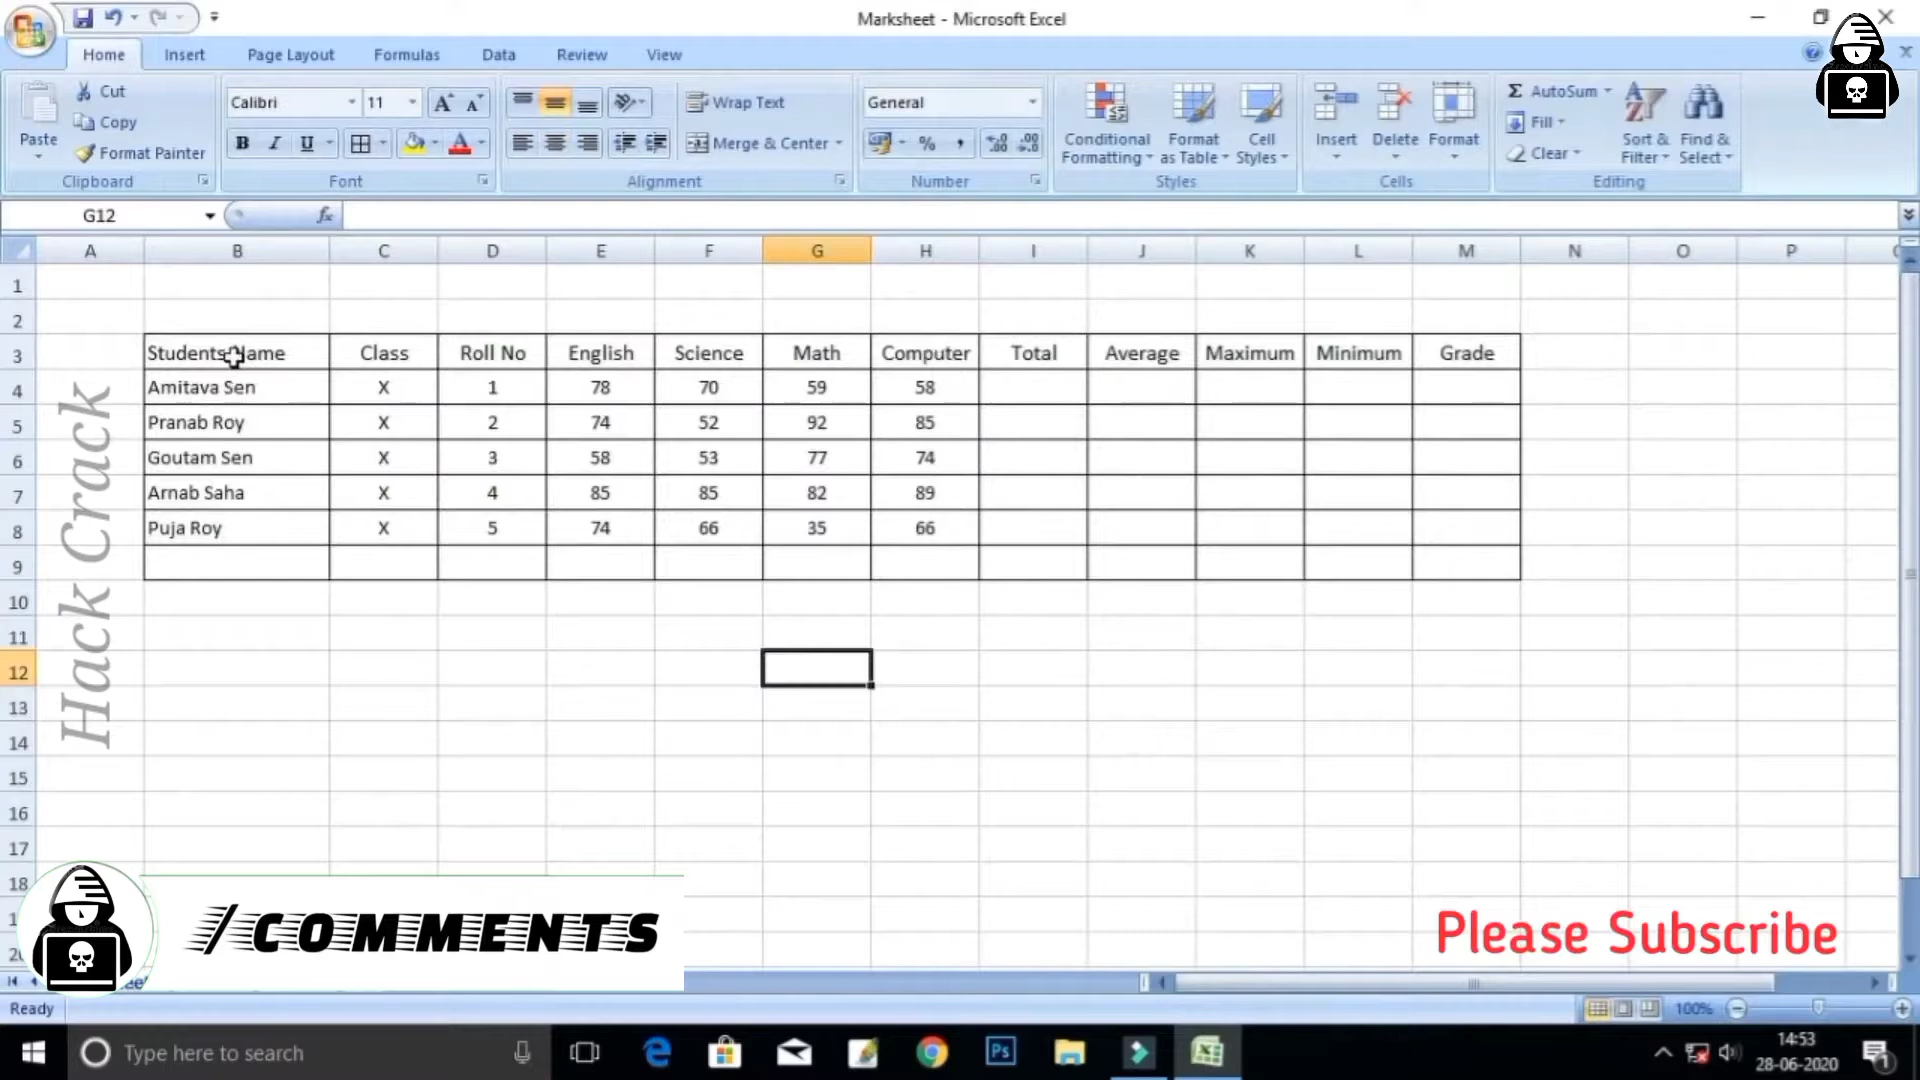 Marksheet - Microsoft Excel
Home Insert Page Layout Formulas Data Review View
Paste
Cut
Copy
Format Painter
Clipboard
Calibri 11
B I U
Font
Wrap Text
Merge & Center
Alignment
General
Number
Conditional Formatting
Format as Table
Cell Styles
Styles
Insert Delete Format
Cells
AutoSum
Fill
Clear
Sort & Filter
Find & Select
Editing
G12 fx
A B C D E F G H I J K L M N O P
1
2
3 Students Name Class Roll No English Science Math Computer Total Average Maximum Minimum Grade
4 Amitava Sen X 1 78 70 59 58
5 Pranab Roy X 2 74 52 92 85
6 Goutam Sen X 3 58 53 77 74
7 Arnab Saha X 4 85 85 82 89
8 Puja Roy X 5 74 66 35 66
9
10
11
12
13
14
15
16
17
18
Hack Crack
/COMMENTS
Please Subscribe
Ready
100%
Type here to search
Ps
14:53
28-06-2020
1